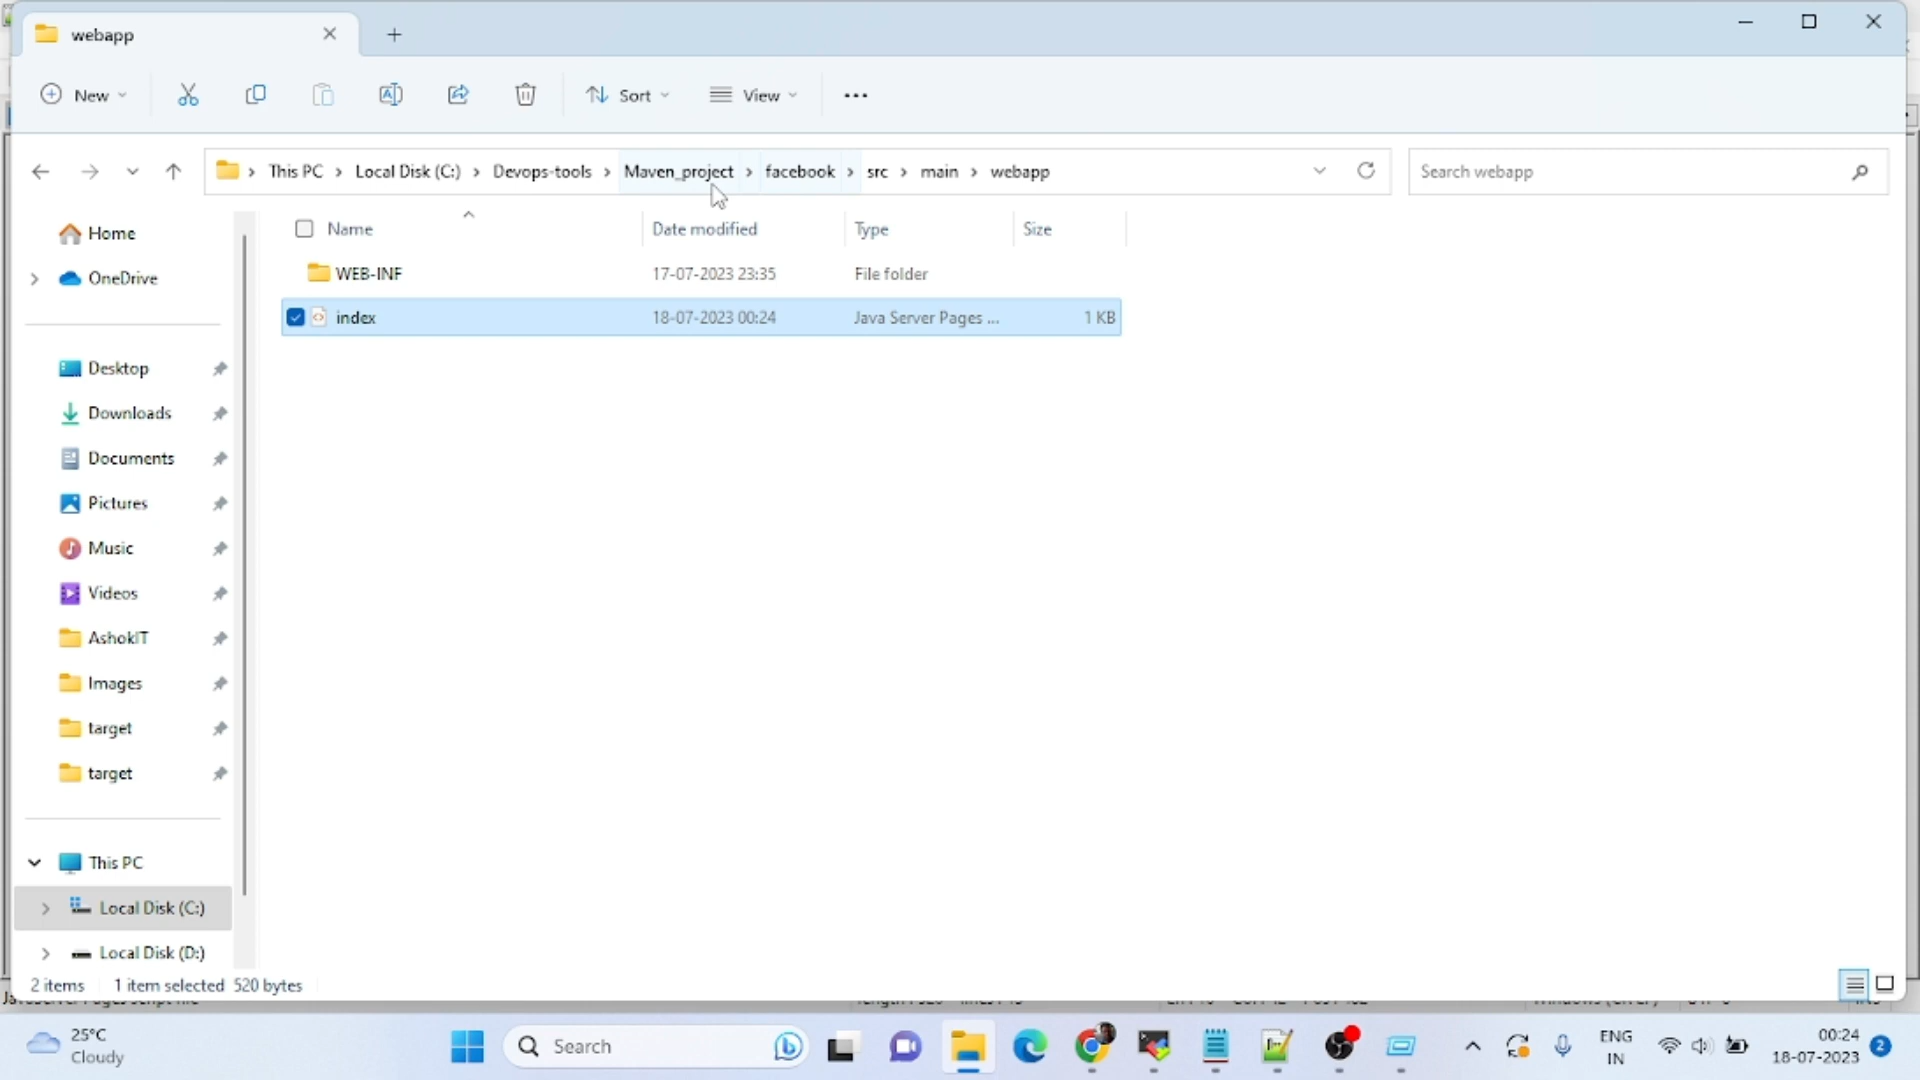 webapp
New
Sort
View
This PC
Local Disk (C:)
Devops-tools
Maven_project
facebook
src
main
webapp
Search webapp
Name
Date modified
Type
Size
WEB-INF
17-07-2023 23:35
File folder
index
18-07-2023 00:24
Java Server Pages ...
1 KB
Home
OneDrive
Desktop
Downloads
Documents
Pictures
Music
Videos
AshokIT
Images
target
target
This PC
Local Disk (C:)
Local Disk (D:)
2 items
1 item selected
520 bytes
25°C
Cloudy
Search
ENG
IN
00:24
18-07-2023
2